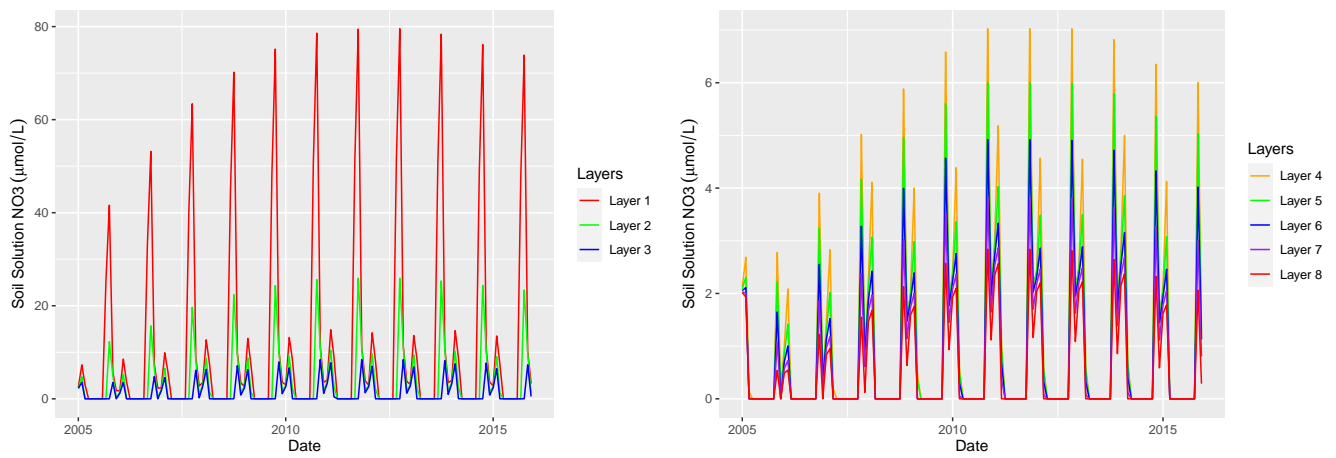 Soil Solution NO3 (μmol/L)
80
60
40
20
0
2005
2010
2015
Date
Layers
Layer 1
Layer 2
Layer 3
Soil Solution NO3 (μmol/L)
6
4
2
0
2005
2010
2015
Date
Layers
Layer 4
Layer 5
Layer 6
Layer 7
Layer 8